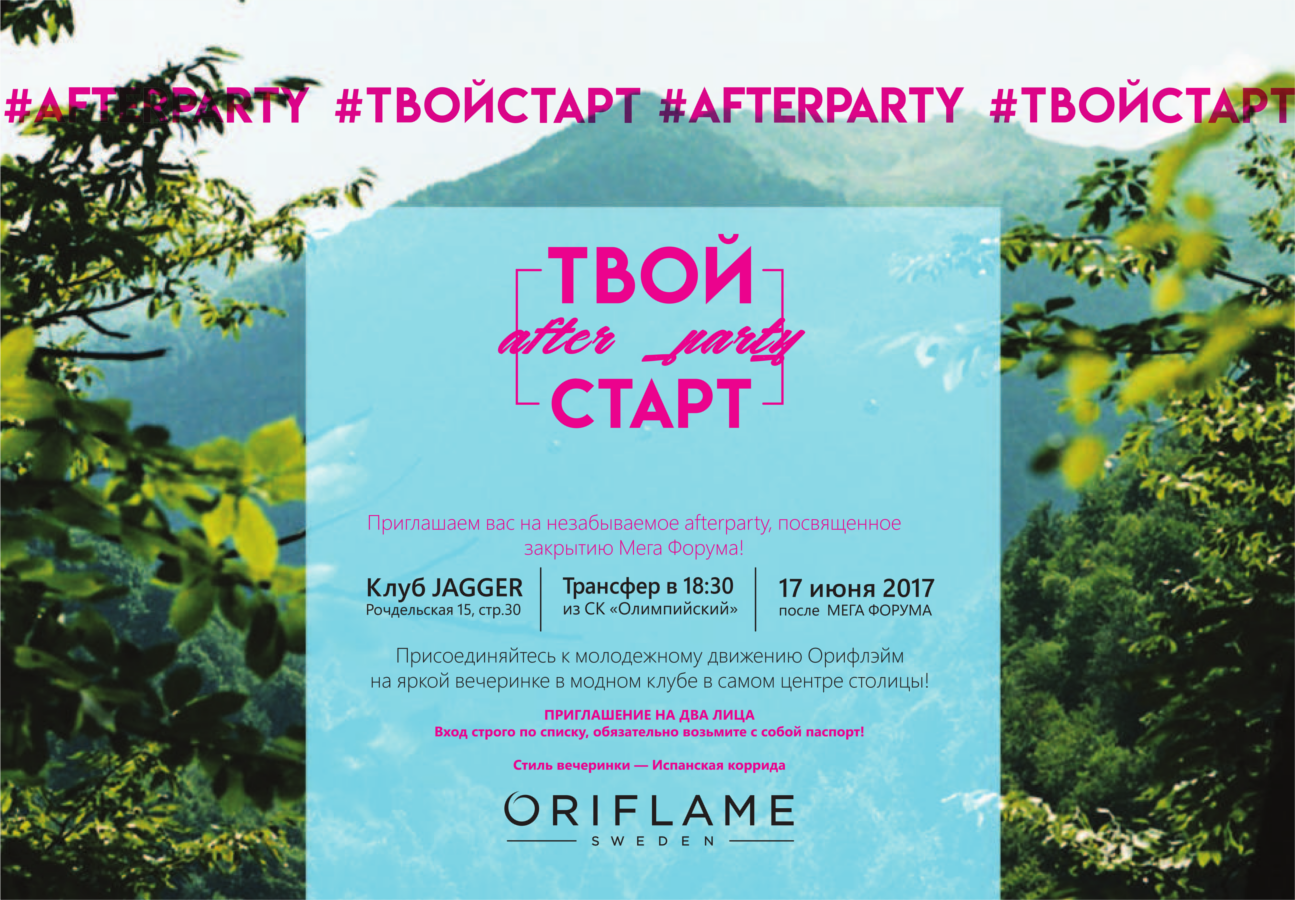 #AFTERPARTY #ТВОЙСТАРТ #AFTERPARTY #ТВОЙСТАРТ
ТВОЙ
after party
СТАРТ
Приглашаем вас на незабываемое afterparty, посвященное
закрытию Мега Форума!
Клуб JAGGER
Рочдельская 15, стр.30
Трансфер в 18:30
из СК «Олимпийский»
17 июня 2017
после МЕГА ФОРУМА
Присоединяйтесь к молодежному движению Орифлэйм
на яркой вечеринке в модном клубе в самом центре столицы!
ПРИГЛАШЕНИЕ НА ДВА ЛИЦА
Вход строго по списку, обязательно возьмите с собой паспорт!
Стиль вечеринки — Испанская коррида
ORIFLAME
SWEDEN